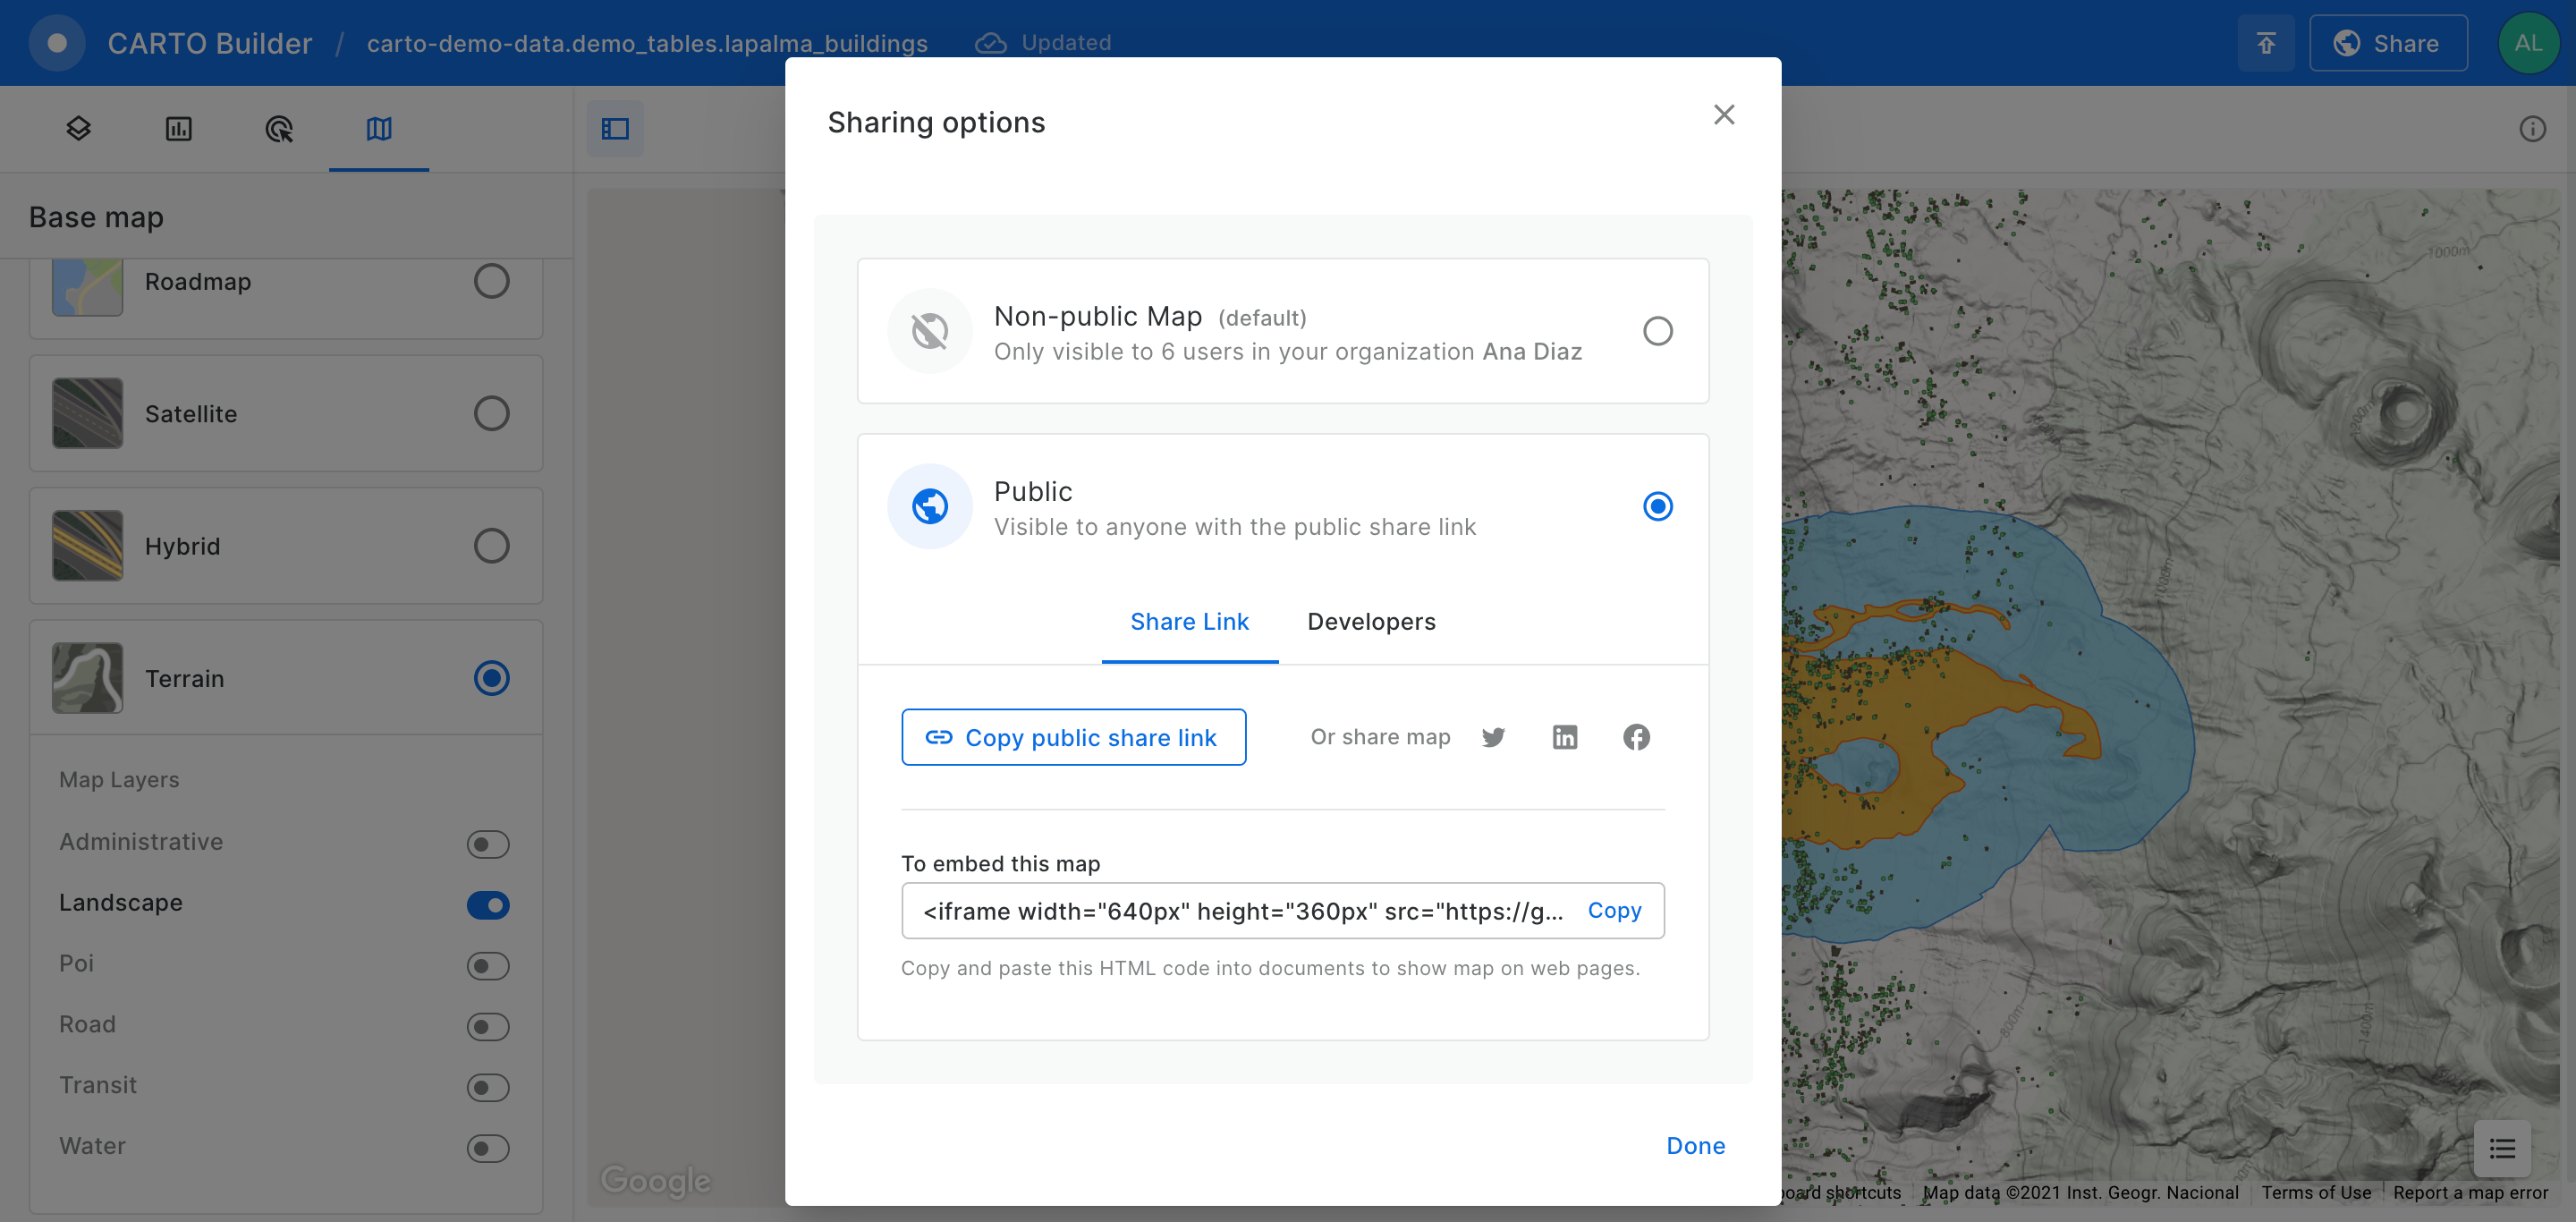 CARTO Builder / carto-demo-data.demo_tables.lapalma_buildings Updated
Share
AL
Base map
Roadmap
Satellite
Hybrid
Terrain
Map Layers
Administrative
Landscape
Poi
Road
Transit
Water
Sharing options
Non-public Map (default)
Only visible to 6 users in your organization Ana Diaz
Public
Visible to anyone with the public share link
Share Link Developers
Copy public share link
Or share map
To embed this map
<iframe width="640px" height="360px" src="https://g... Copy
Copy and paste this HTML code into documents to show map on web pages.
Done
Google
1000m
1200m
1000m
800m
1400m
shortcuts Map data ©2021 Inst. Geogr. Nacional Terms of Use Report a map error